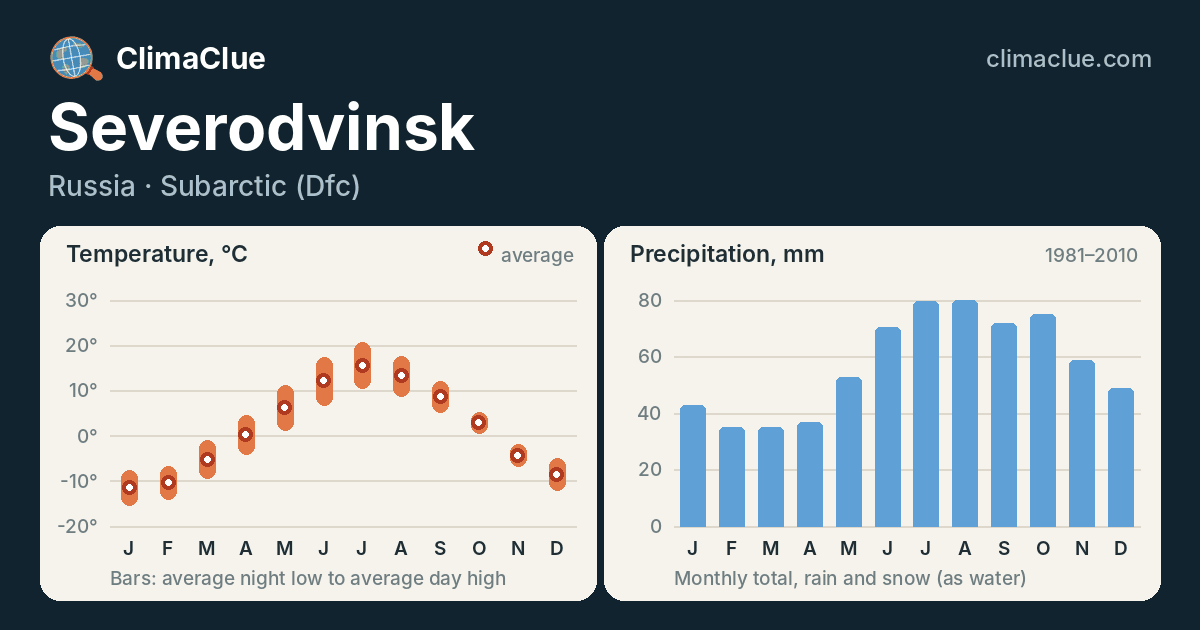 ClimaClue
climaclue.com
Severodvinsk
Russia · Subarctic (Dfc)
Temperature, °C
average
30°
20°
10°
0°
-10°
-20°
J F M A M J J A S O N D
Bars: average night low to average day high
Precipitation, mm
1981–2010
80
60
40
20
0
J F M A M J J A S O N D
Monthly total, rain and snow (as water)